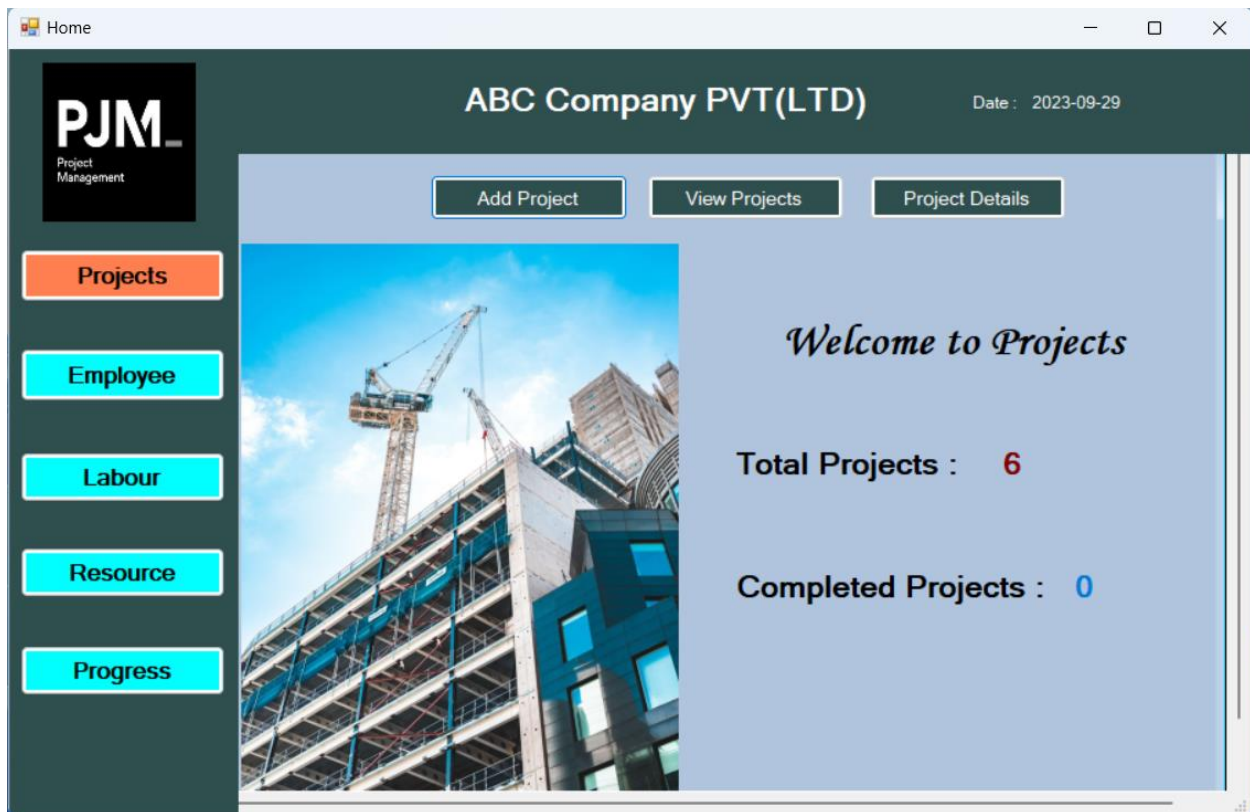 Home
PJM_
Project
Management
ABC Company PVT(LTD)
Date : 2023-09-29
Add Project
View Projects
Project Details
Projects
Employee
Labour
Resource
Progress
Welcome to Projects
Total Projects : 6
Completed Projects : 0